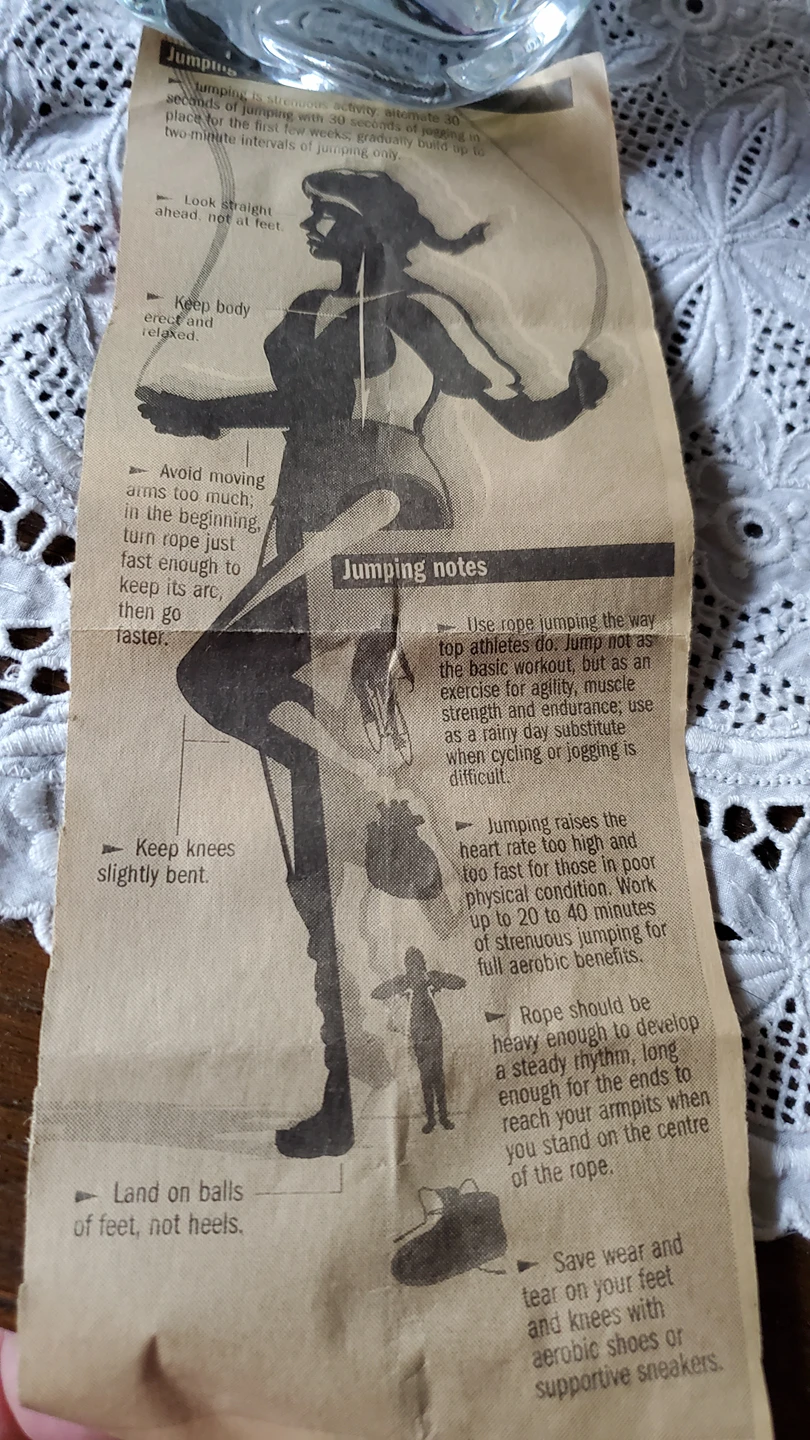 Jumping
Jumping is strenuous activity; alternate 30
seconds of jumping with 30 seconds of jogging in
place for the first few weeks; gradually build up to
two-minute intervals of jumping only.
Look straight
ahead, not at feet.
Keep body
erect and
relaxed.
Avoid moving
arms too much;
in the beginning,
turn rope just
fast enough to
keep its arc,
then go
faster.
Keep knees
slightly bent.
Land on balls
of feet, not heels.
Jumping notes
Use rope jumping the way
top athletes do. Jump not as
the basic workout, but as an
exercise for agility, muscle
strength and endurance; use
as a rainy day substitute
when cycling or jogging is
difficult.
Jumping raises the
heart rate too high and
too fast for those in poor
physical condition. Work
up to 20 to 40 minutes
of strenuous jumping for
full aerobic benefits.
Rope should be
heavy enough to develop
a steady rhythm, long
enough for the ends to
reach your armpits when
you stand on the centre
of the rope.
Save wear and
tear on your feet
and knees with
aerobic shoes or
supportive sneakers.